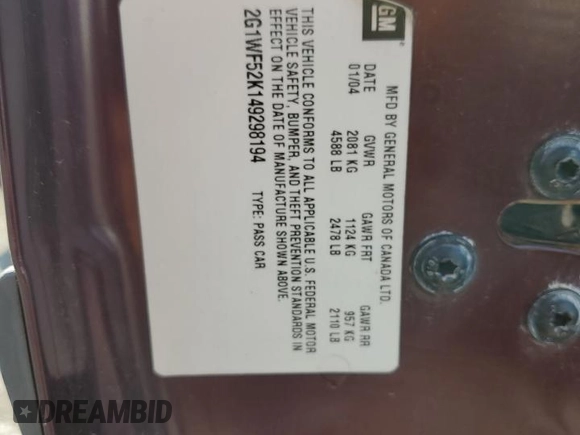 GM
®
MFD BY GENERAL MOTORS OF CANADA LTD.
DATE GVWR GAWR FRT GAWR RR
01/04 2081 KG 1124 KG 957 KG
4588 LB 2478 LB 2110 LB
THIS VEHICLE CONFORMS TO ALL APPLICABLE U.S. FEDERAL MOTOR
VEHICLE SAFETY, BUMPER, AND THEFT PREVENTION STANDARDS IN
EFFECT ON THE DATE OF MANUFACTURE SHOWN ABOVE.
2G1WF52K149298194 TYPE: PASS CAR
DREAMBID